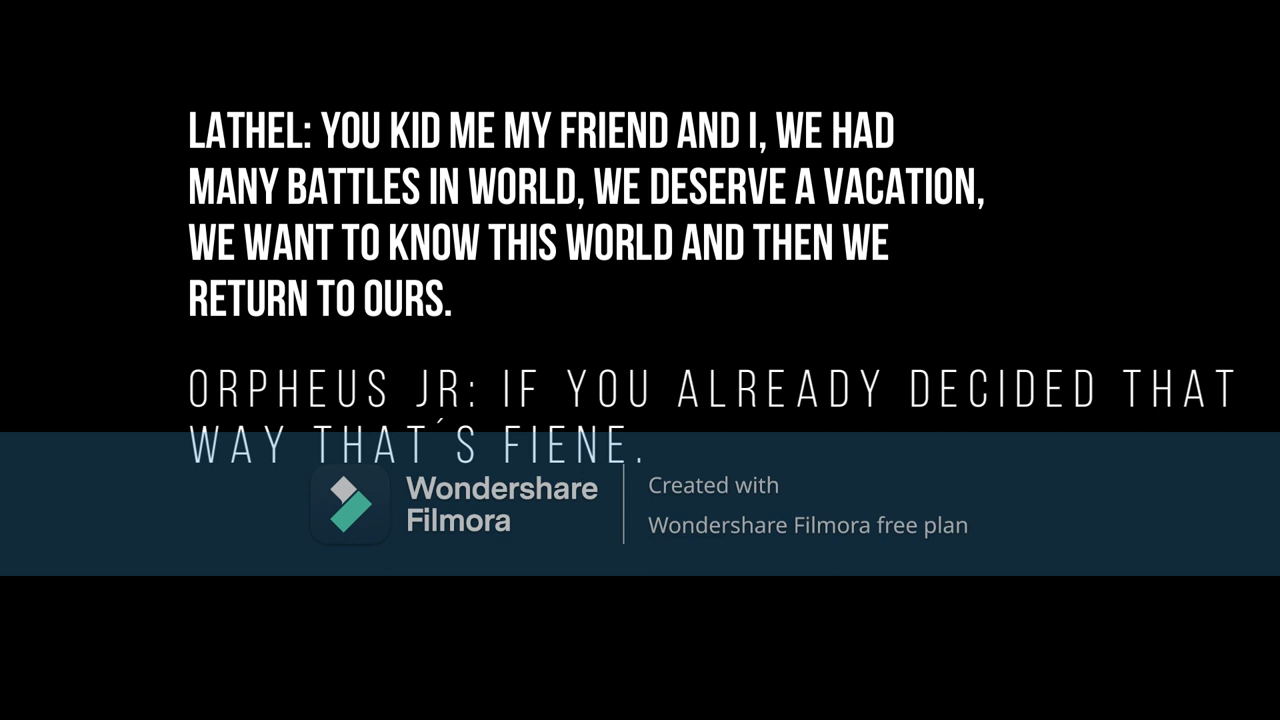 LATHEL: YOU KID ME MY FRIEND AND I, WE HAD
MANY BATTLES IN WORLD, WE DESERVE A VACATION,
WE WANT TO KNOW THIS WORLD AND THEN WE
RETURN TO OURS.
ORPHEUS JR: IF YOU ALREADY DECIDED THAT
WAY THAT´S FIENE.
Wondershare
Filmora
Created with
Wondershare Filmora free plan